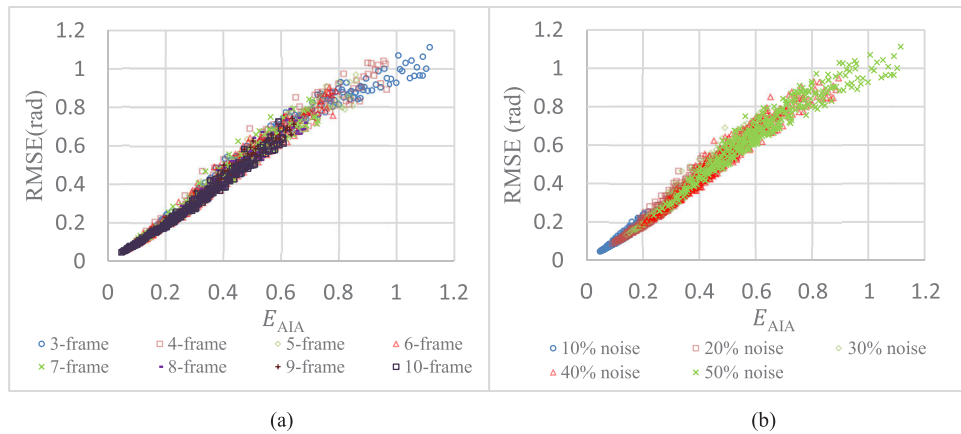 1.2
1
0.8
0.6
0.4
0.2
0
RMSE(rad)
0 0.2 0.4 0.6 0.8 1 1.2
E_AIA
3-frame 4-frame 5-frame 6-frame
7-frame 8-frame 9-frame 10-frame
(a)
1.2
1
0.8
0.6
0.4
0.2
0
RMSE (rad)
0 0.2 0.4 0.6 0.8 1 1.2
E_AIA
10% noise 20% noise 30% noise
40% noise 50% noise
(b)